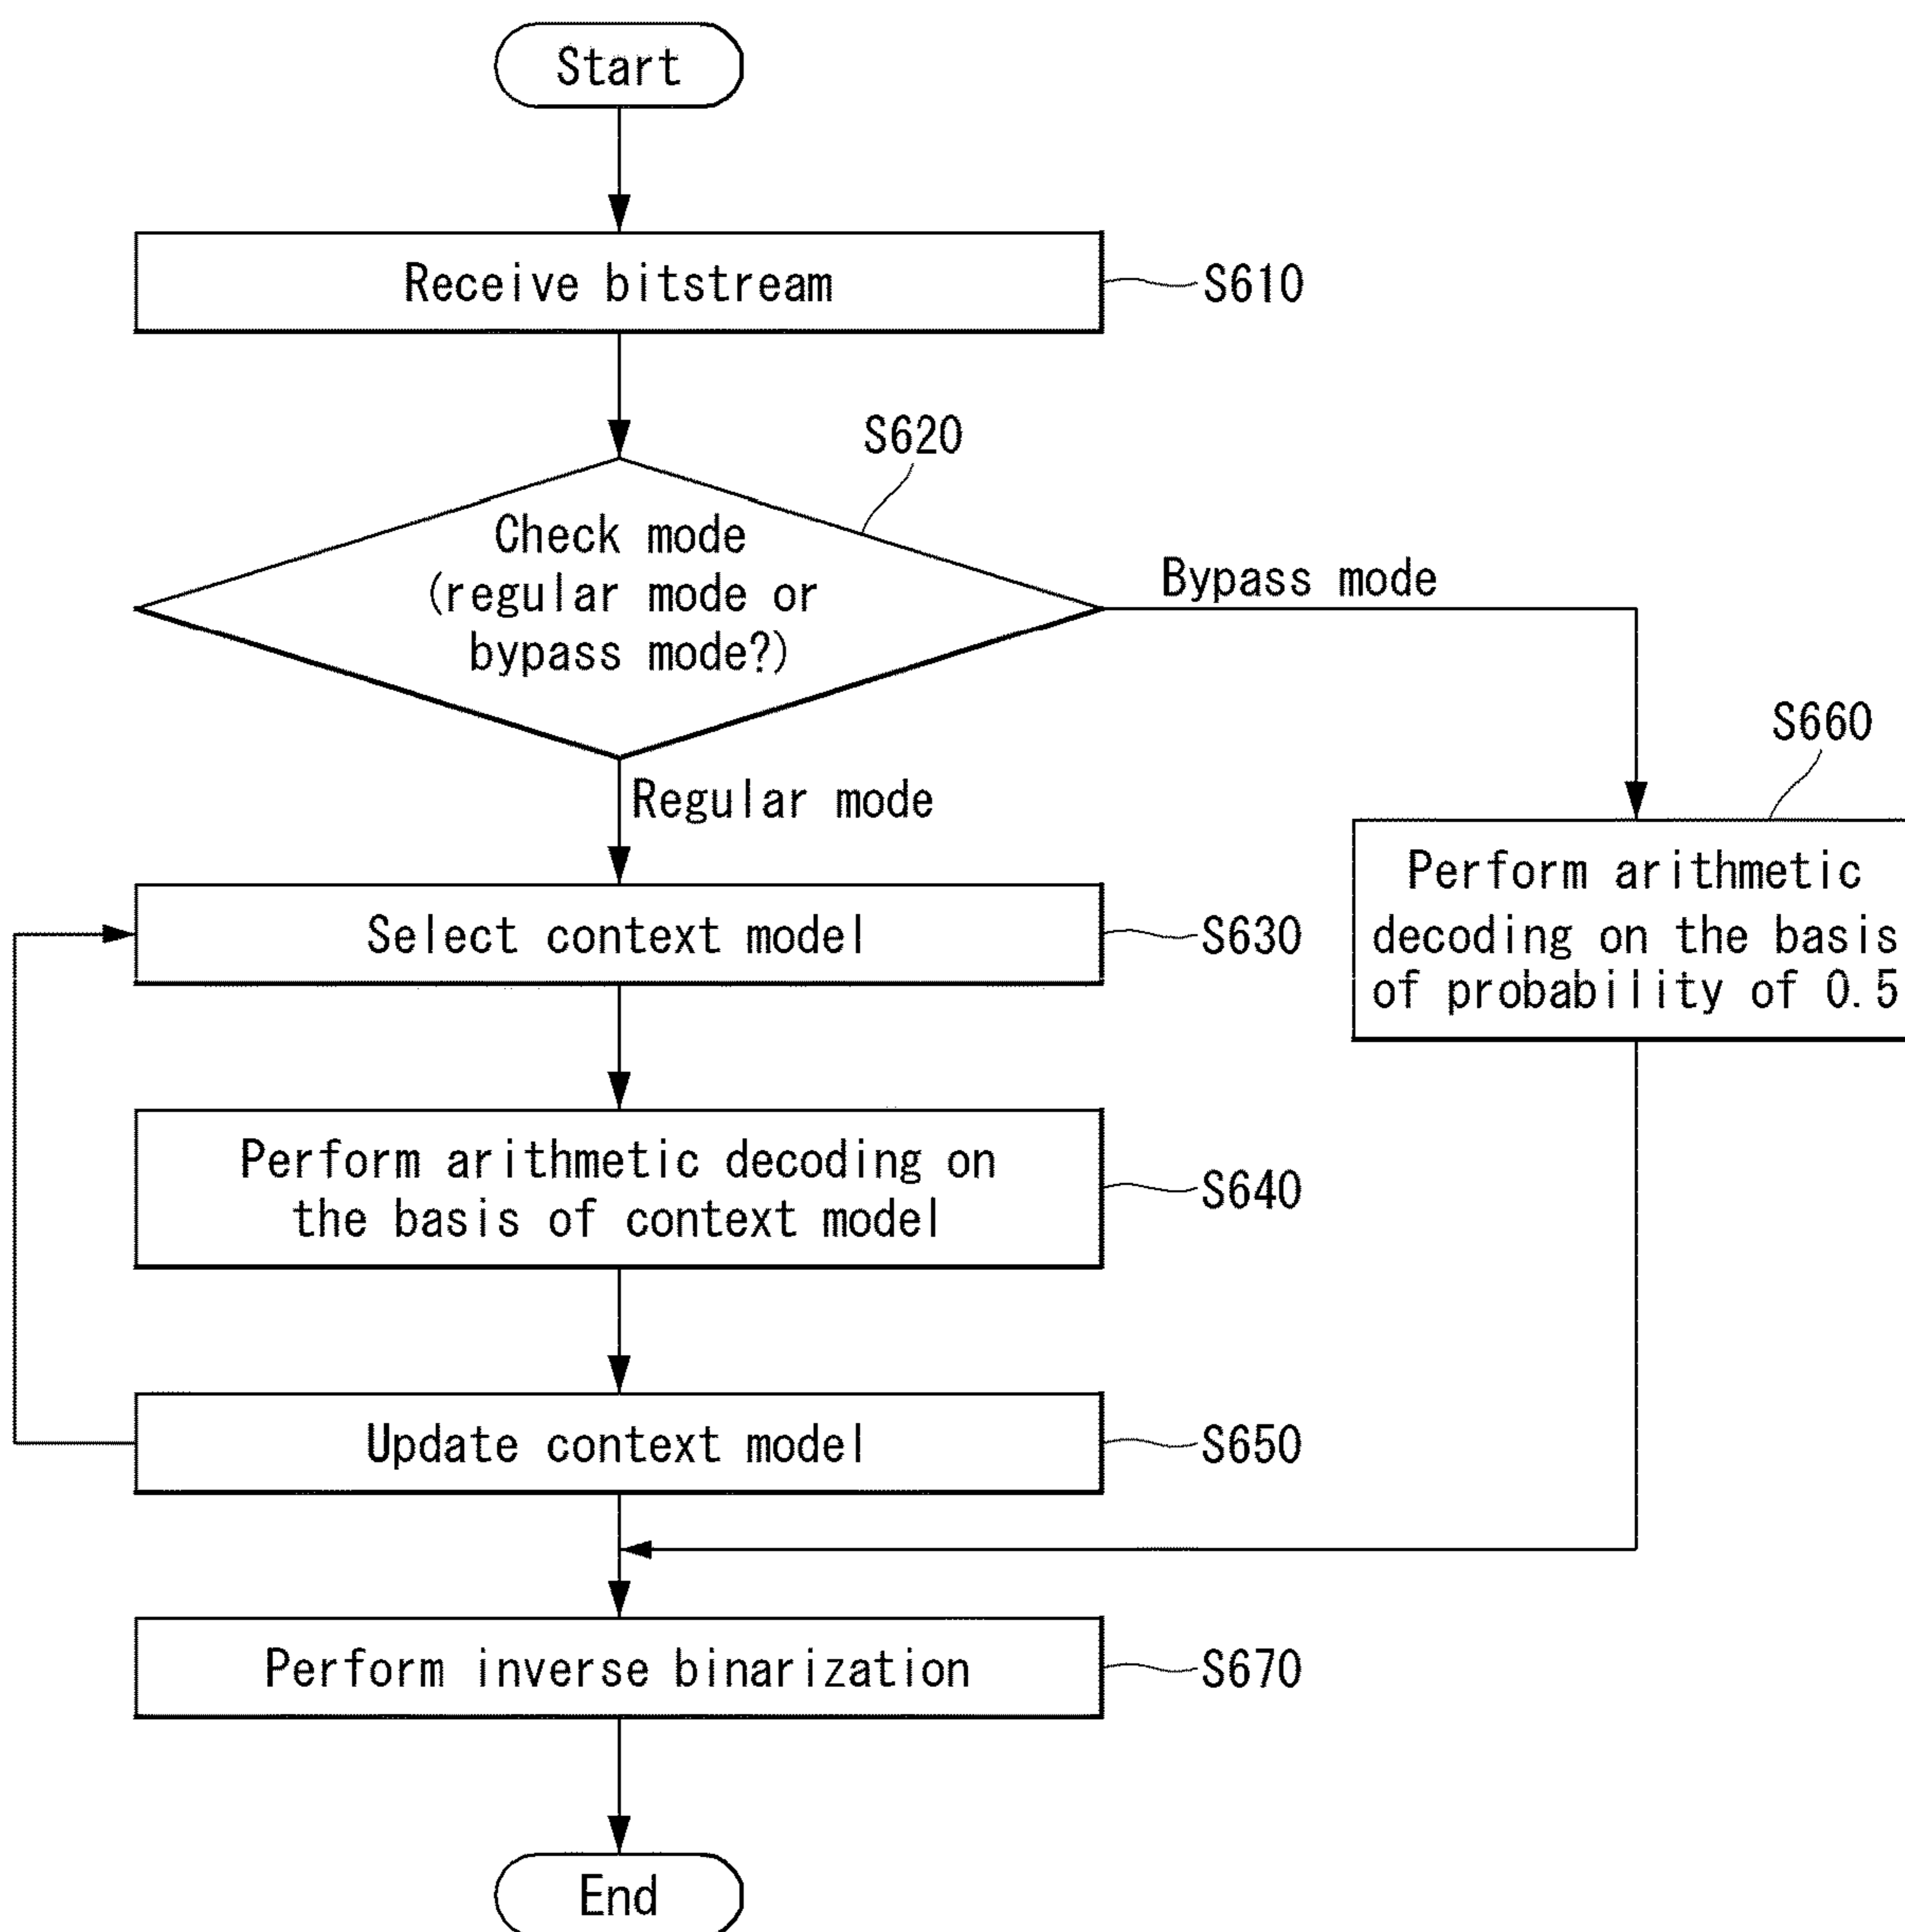 Start
Receive bitstream
S610
S620
Check mode
(regular mode or
bypass mode?)
Bypass mode
Regular mode
S660
Perform arithmetic
decoding on the basis
of probability of 0.5
Select context model
S630
Perform arithmetic decoding on
the basis of context model
S640
Update context model
S650
Perform inverse binarization
S670
End